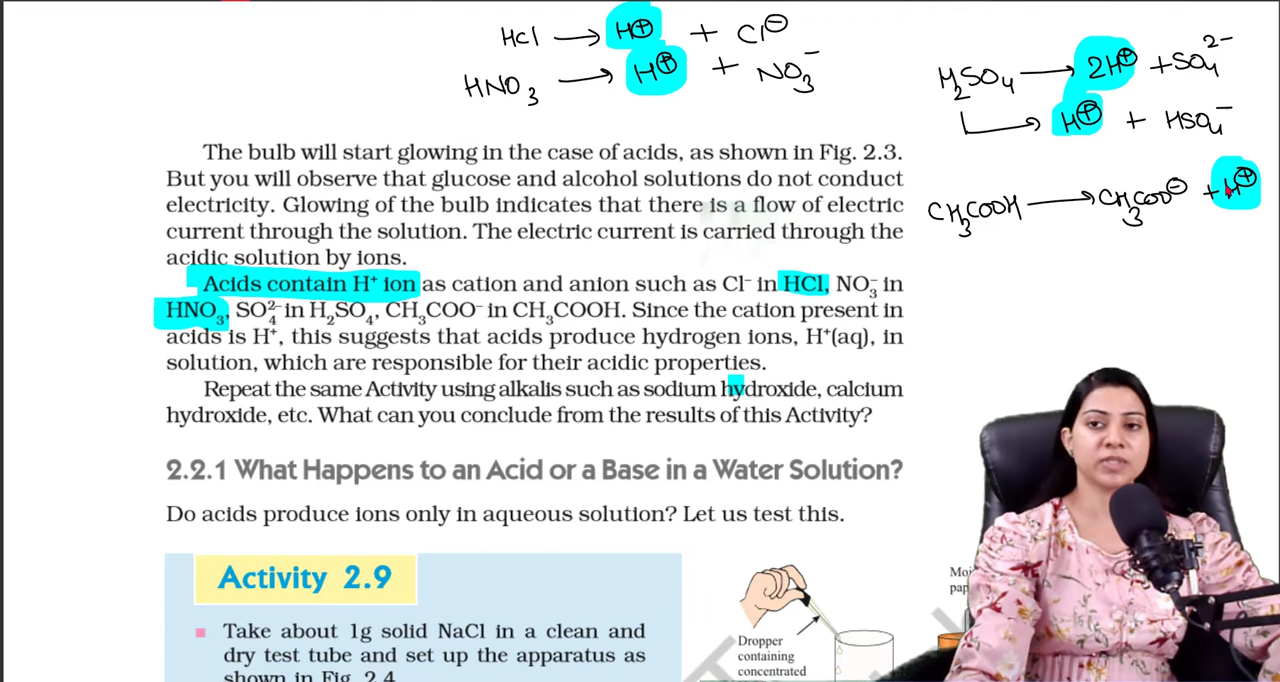 HCl → H⊕ + Cl⊖
HNO₃ → H⊕ + NO₃⁻
H₂SO₄ → 2H⊕ + SO₄²⁻
→ H⊕ + HSO₄⁻
CH₃COOH → CH₃COO⊖ + H⊕
The bulb will start glowing in the case of acids, as shown in Fig. 2.3.
But you will observe that glucose and alcohol solutions do not conduct
electricity. Glowing of the bulb indicates that there is a flow of electric
current through the solution. The electric current is carried through the
acidic solution by ions.
Acids contain H⁺ ion as cation and anion such as Cl⁻ in HCl, NO₃⁻ in
HNO₃, SO₄²⁻ in H₂SO₄, CH₃COO⁻ in CH₃COOH. Since the cation present in
acids is H⁺, this suggests that acids produce hydrogen ions, H⁺(aq), in
solution, which are responsible for their acidic properties.
Repeat the same Activity using alkalis such as sodium hydroxide, calcium
hydroxide, etc. What can you conclude from the results of this Activity?
2.2.1 What Happens to an Acid or a Base in a Water Solution?
Do acids produce ions only in aqueous solution? Let us test this.
Activity 2.9
Take about 1g solid NaCl in a clean and
dry test tube and set up the apparatus as
shown in Fig. 2.4
Dropper
containing
concentrated